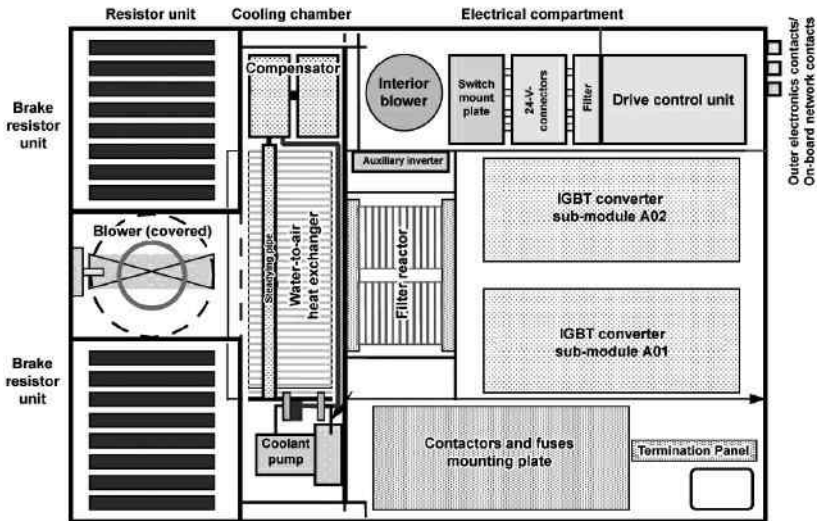 Resistor unit
Cooling chamber
Electrical compartment
Brake
resistor
unit
Compensator
Interior
blower
Switch
mount
plate
24-V-
connectors
Filter
Drive control unit
Outer electronics contacts/
On-board network contacts
Auxiliary inverter
IGBT converter
sub-module A02
Blower (covered)
Steadying pipe
Water-to-air
heat exchanger
Filter reactor
IGBT converter
sub-module A01
Brake
resistor
unit
Coolant
pump
Contactors and fuses
mounting plate
Termination Panel